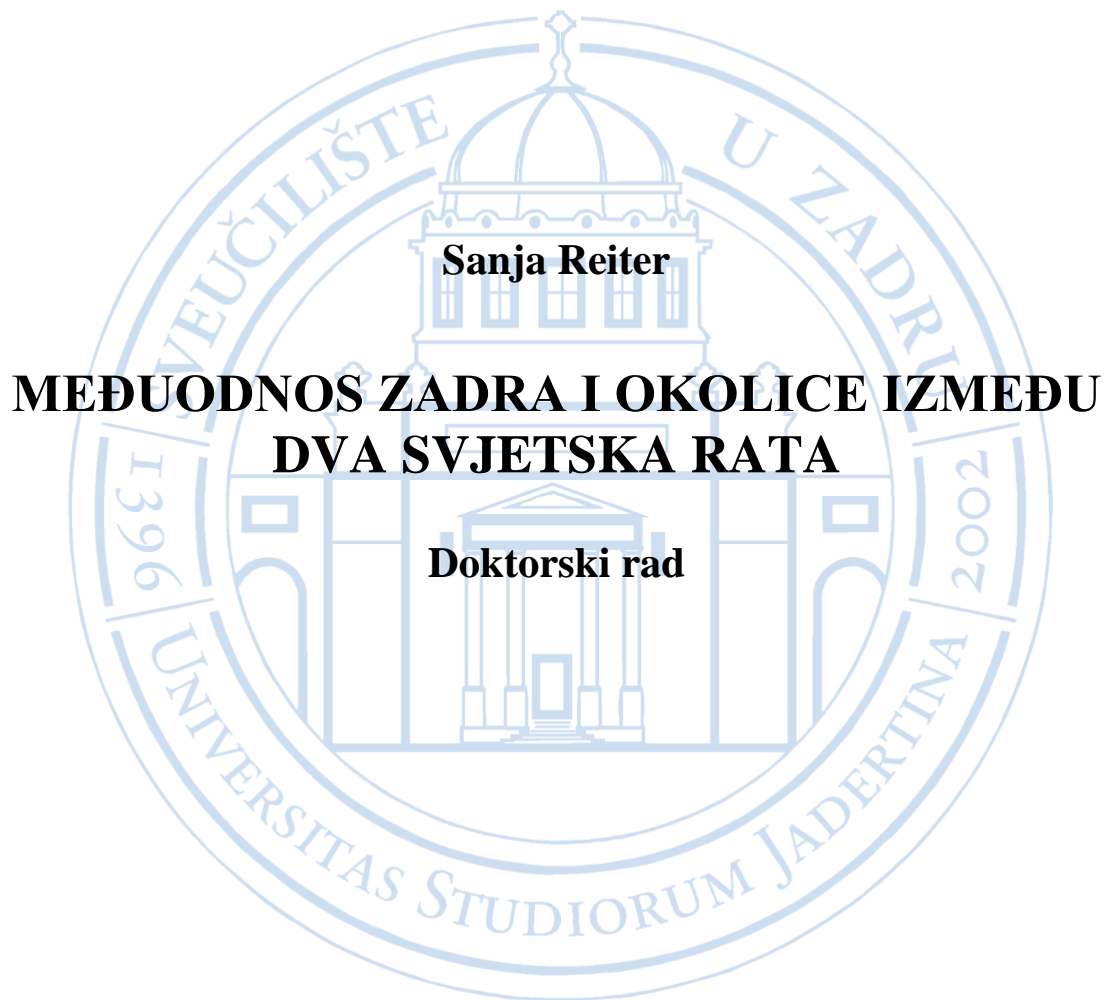 SVEUČILIŠTE U ZADRU
Sanja Reiter
MEĐUODNOS ZADRA I OKOLICE IZMEĐU
DVA SVJETSKA RATA
1396
2002
Doktorski rad
UNIVERSITAS STUDIORUM JADERTINA